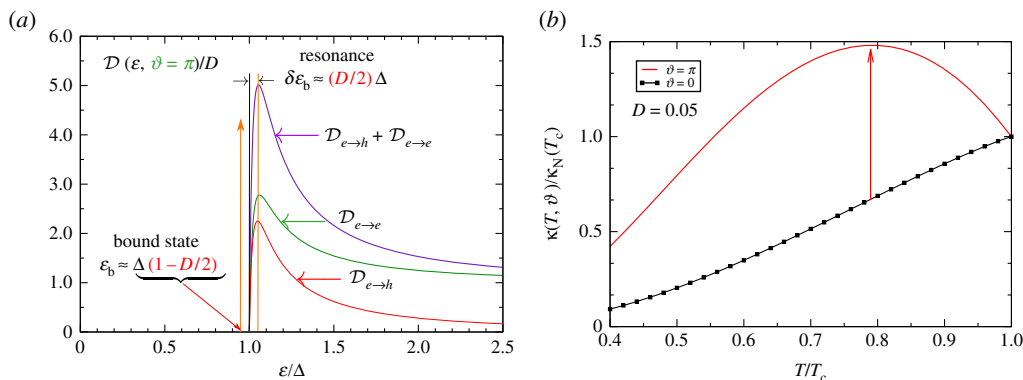 (a)
6.0
5.0
4.0
3.0
2.0
1.0
0
0
0.5
1.0
1.5
2.0
2.5
ε/Δ
𝒟 (ε, ϑ = π)/D
resonance
δε_b ≈ (D/2) Δ
𝒟_{e→h} + 𝒟_{e→e}
𝒟_{e→e}
𝒟_{e→h}
bound state
ε_b ≈ Δ (1 – D/2)
(b)
1.5
1.0
0.5
0
0.4
0.5
0.6
0.7
0.8
0.9
1.0
T/T_c
κ(T, ϑ)/κ_N(T_c)
ϑ = π
ϑ = 0
D = 0.05